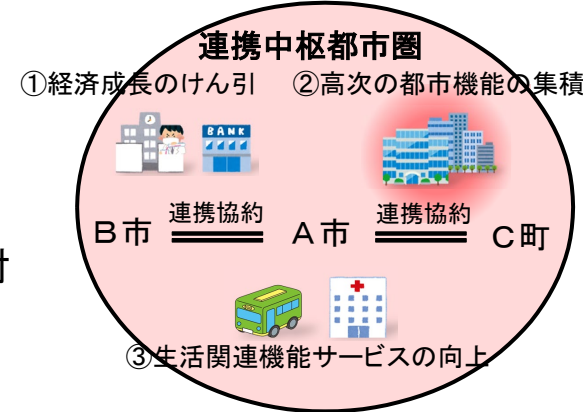 連携中枢都市圏
①経済成長のけん引　②高次の都市機能の集積
BANK
連携協約　連携協約
B市　A市　C町
③生活関連機能サービスの向上